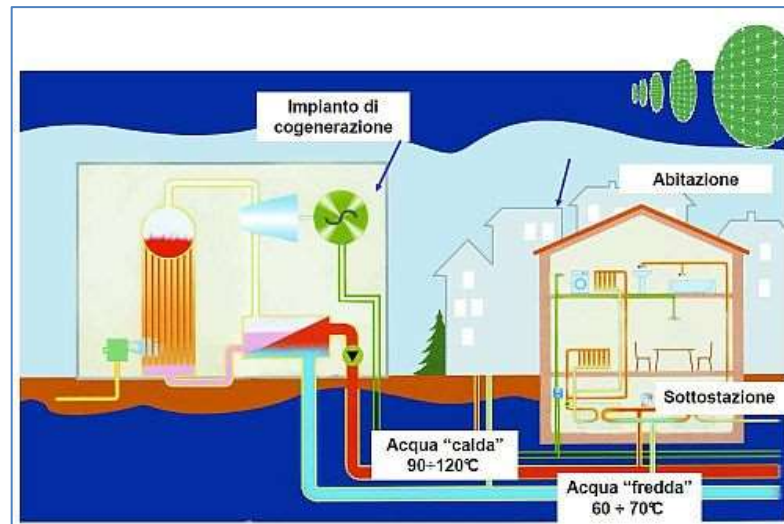 Impianto di
cogenerazione
Abitazione
Sottostazione
Acqua "calda"
90÷120°C
Acqua "fredda"
60 ÷ 70°C